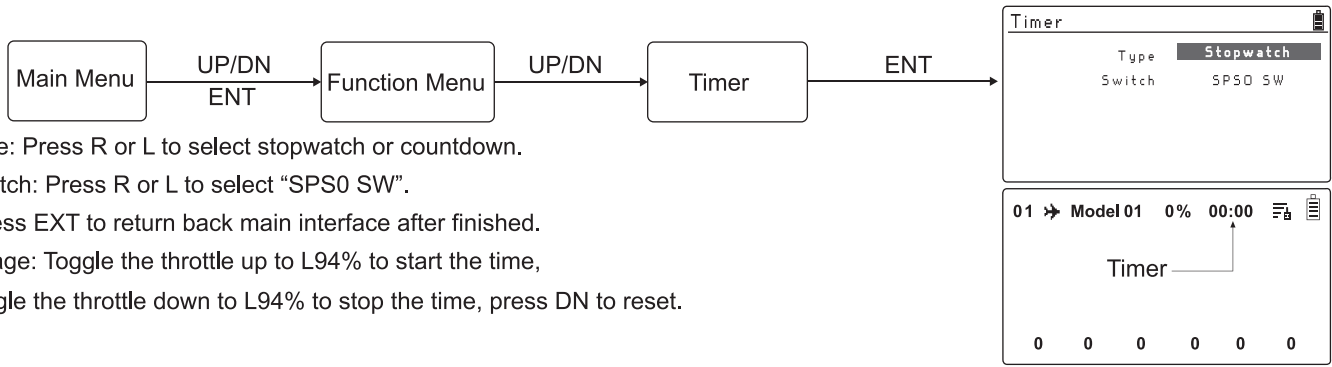 Main Menu
UP/DN
ENT
Function Menu
UP/DN
Timer
ENT
Timer
Type Stopwatch
Switch SPS0 SW
e: Press R or L to select stopwatch or countdown.
tch: Press R or L to select “SPS0 SW”.
ess EXT to return back main interface after finished.
age: Toggle the throttle up to L94% to start the time,
gle the throttle down to L94% to stop the time, press DN to reset.
01 Model 01 0% 00:00
Timer
0 0 0 0 0 0